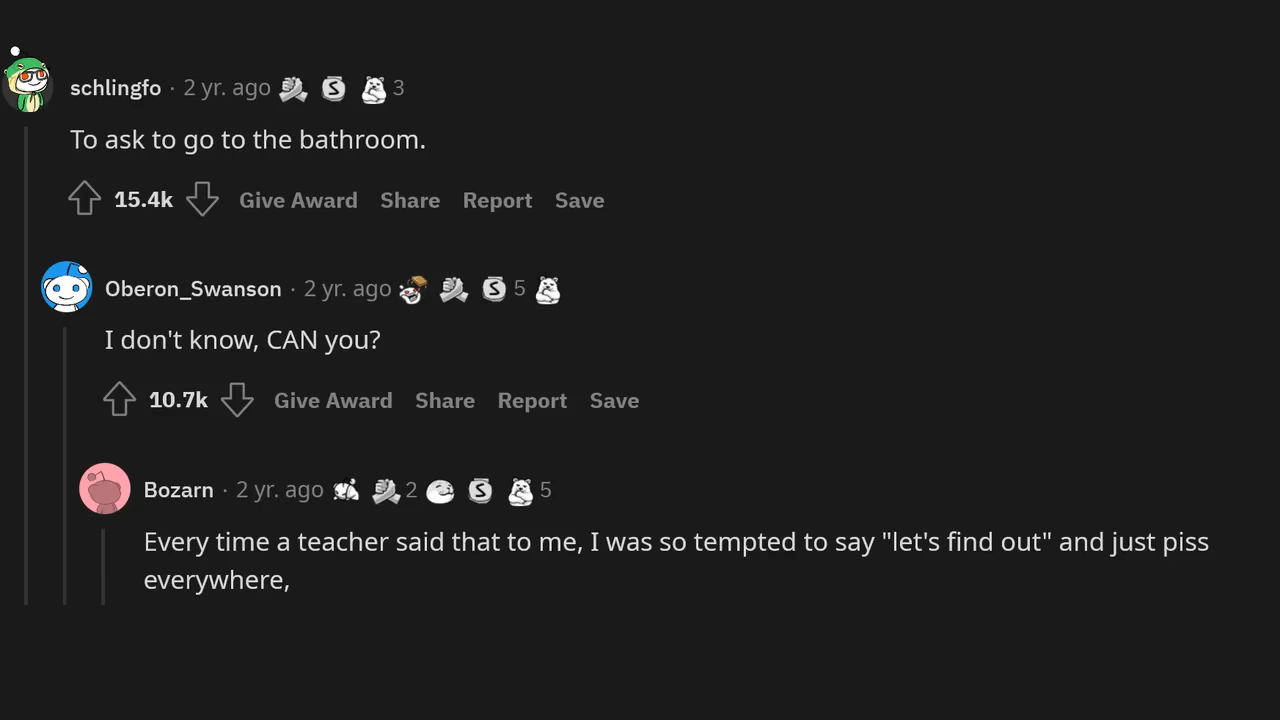 schlingfo · 2 yr. ago 3
To ask to go to the bathroom.
15.4k Give Award Share Report Save
Oberon_Swanson · 2 yr. ago S 5
I don't know, CAN you?
10.7k Give Award Share Report Save
Bozarn · 2 yr. ago 2 S 5
Every time a teacher said that to me, I was so tempted to say "let's find out" and just piss
everywhere,